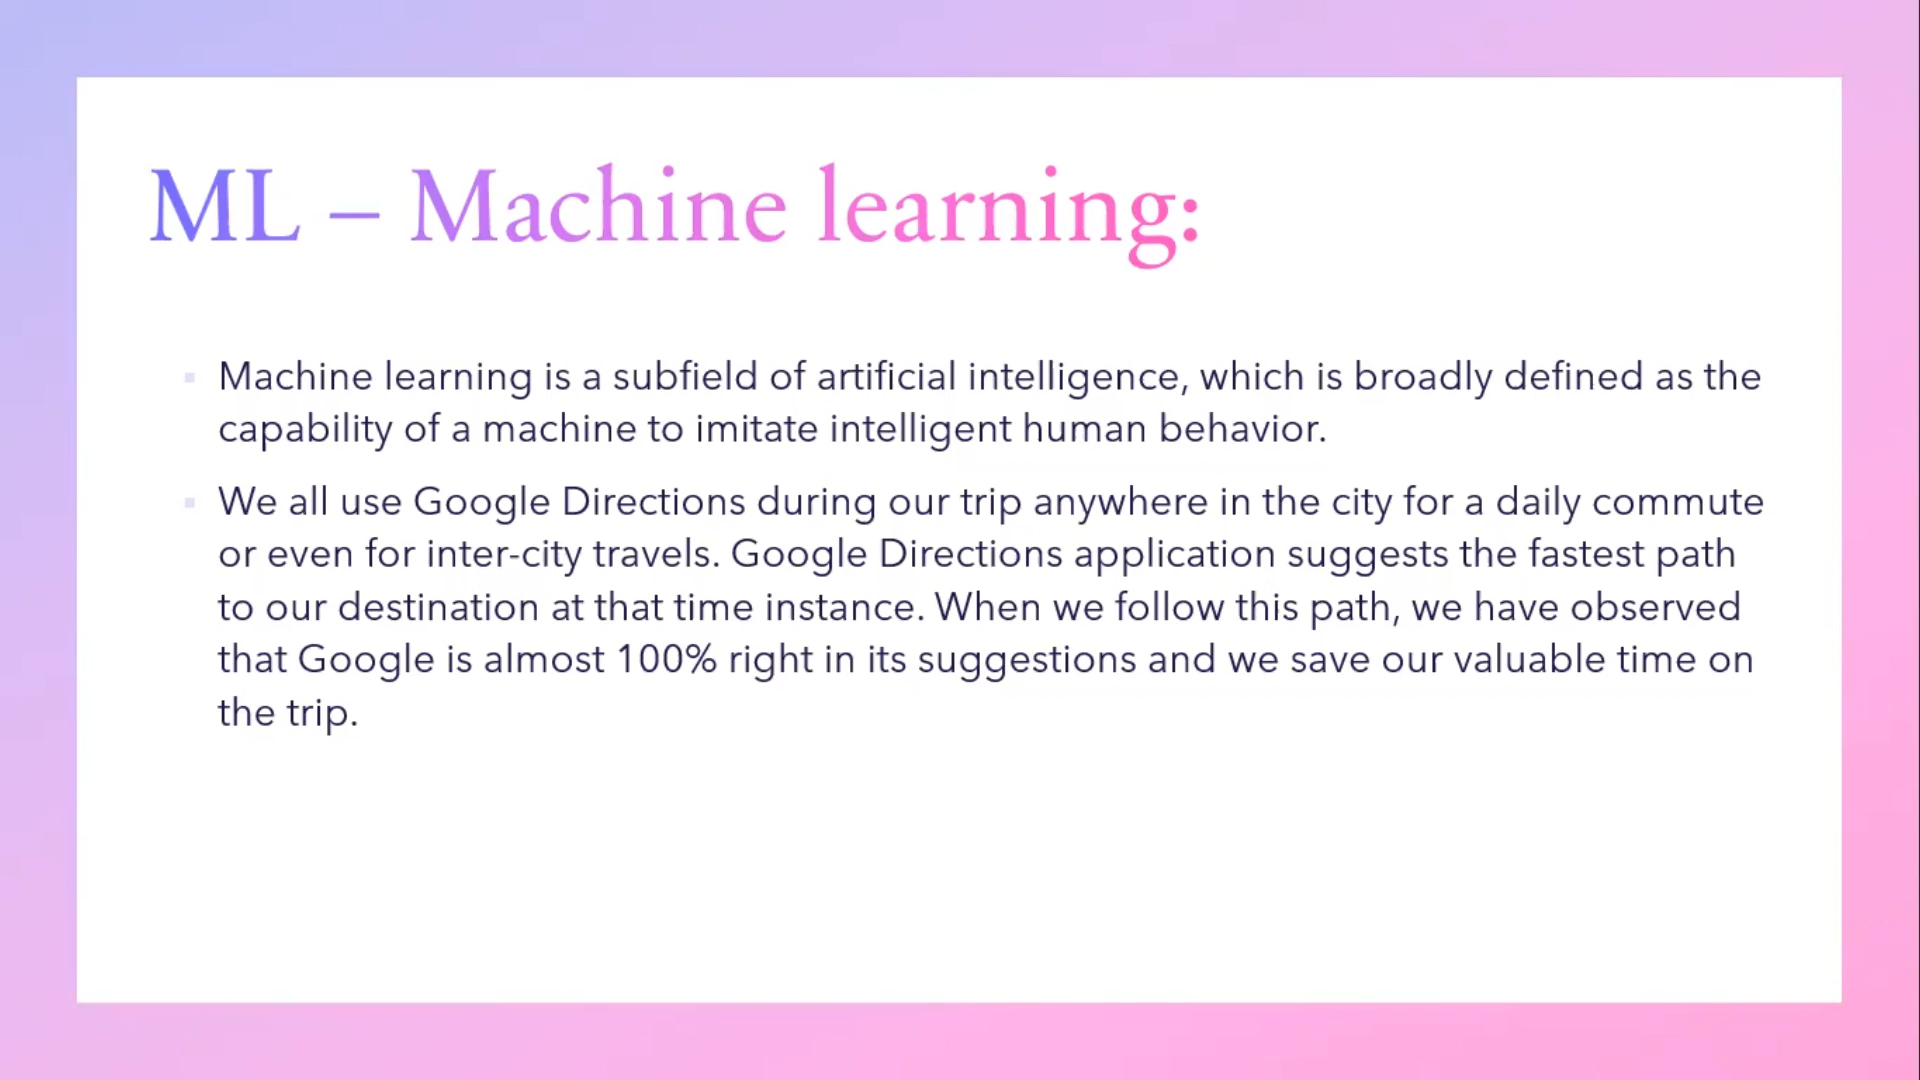 ML – Machine learning:
Machine learning is a subfield of artificial intelligence, which is broadly defined as the
capability of a machine to imitate intelligent human behavior.
We all use Google Directions during our trip anywhere in the city for a daily commute
or even for inter-city travels. Google Directions application suggests the fastest path
to our destination at that time instance. When we follow this path, we have observed
that Google is almost 100% right in its suggestions and we save our valuable time on
the trip.